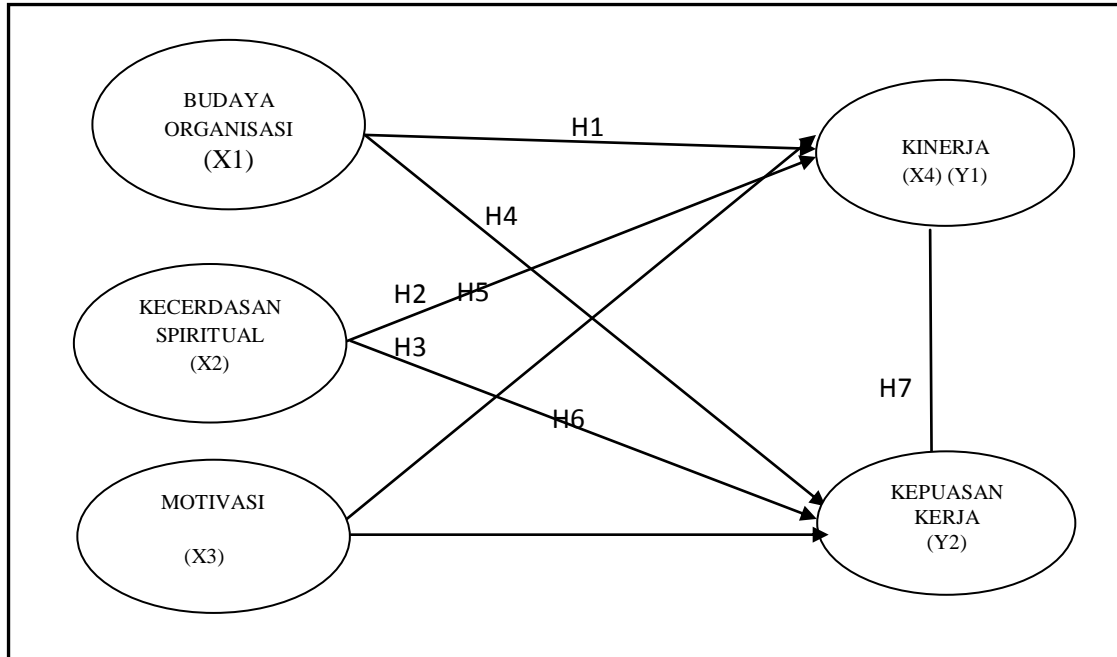 BUDAYA
ORGANISASI
(X1)
H1
KINERJA
(X4) (Y1)
H4
H2
H5
KECERDASAN
SPIRITUAL
(X2)
H3
H7
H6
MOTIVASI
(X3)
KEPUASAN
KERJA
(Y2)